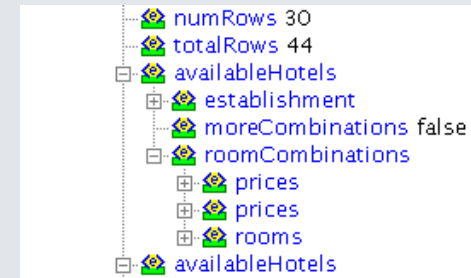 numRows 30
totalRows 44
availableHotels
establishment
moreCombinations false
roomCombinations
prices
prices
rooms
availableHotels